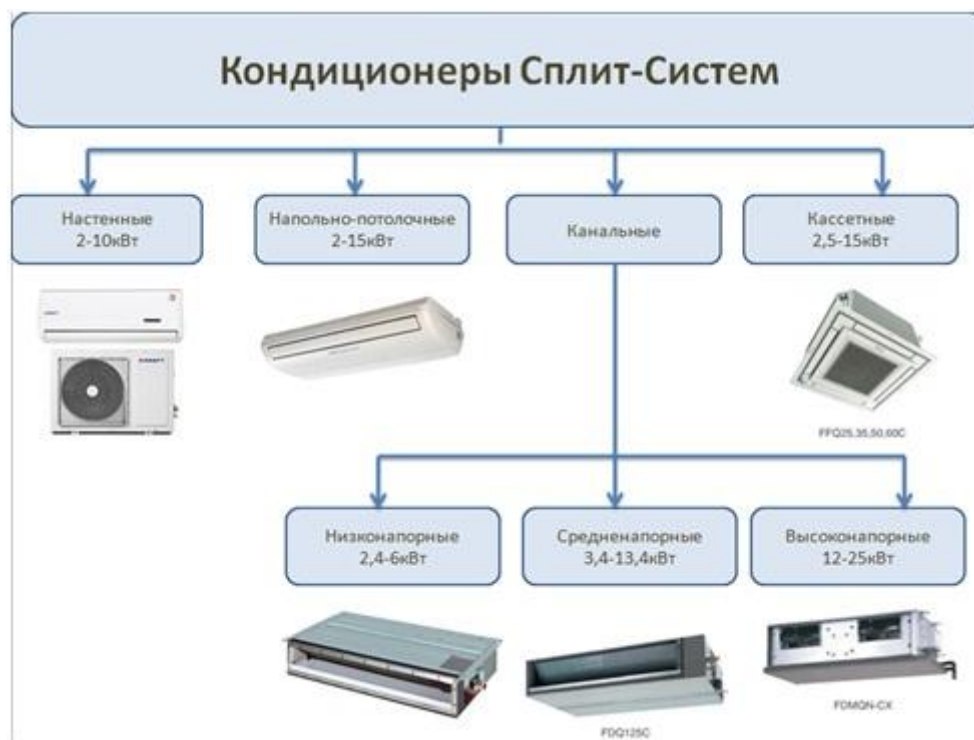 Кондиционеры Сплит-Систем
Настенные
2-10кВт
Напольно-потолочные
2-15кВт
Канальные
Кассетные
2,5-15кВт
FFQ25,35,50,60C
Низконапорные
2,4-6кВт
Средненапорные
3,4-13,4кВт
Высоконапорные
12-25кВт
FDQ125C
FDMQN-CX